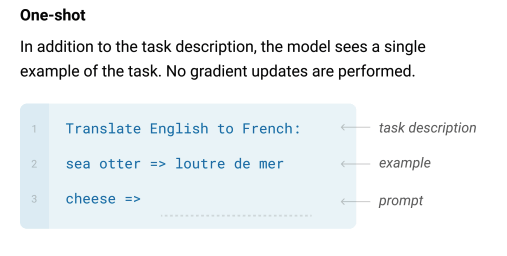 One-shot
In addition to the task description, the model sees a single
example of the task. No gradient updates are performed.
1 Translate English to French: task description
2 sea otter => loutre de mer example
3 cheese => prompt